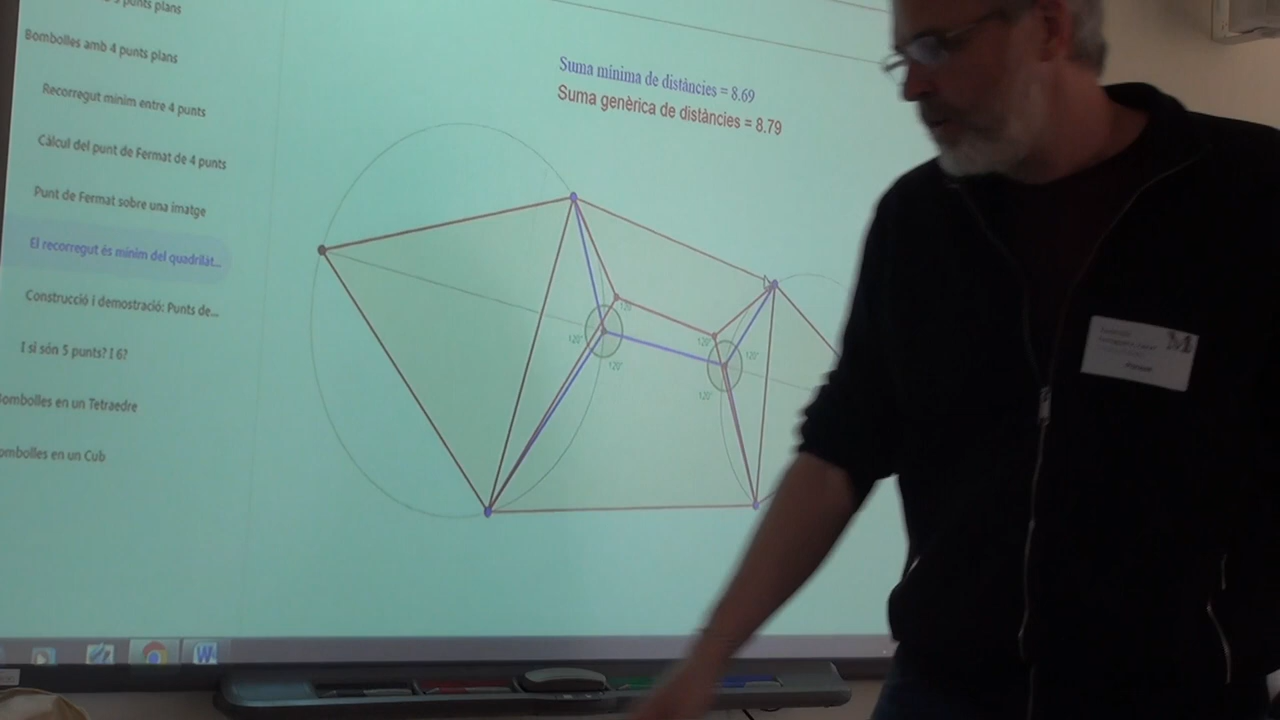 punts plans
Bombolles amb 4 punts plans
Recorregut mínim entre 4 punts
Càlcul del punt de Fermat de 4 punts
Punt de Fermat sobre una imatge
El recorregut és mínim del quadrilàt...
Construcció i demostració: Punts de...
I si són 5 punts? I 6?
Bombolles en un Tetraedre
ombolles en un Cub
Suma mínima de distàncies = 8.69
Suma genèrica de distàncies = 8.79
120°
120°
120°
120°
120°
120°
W
M